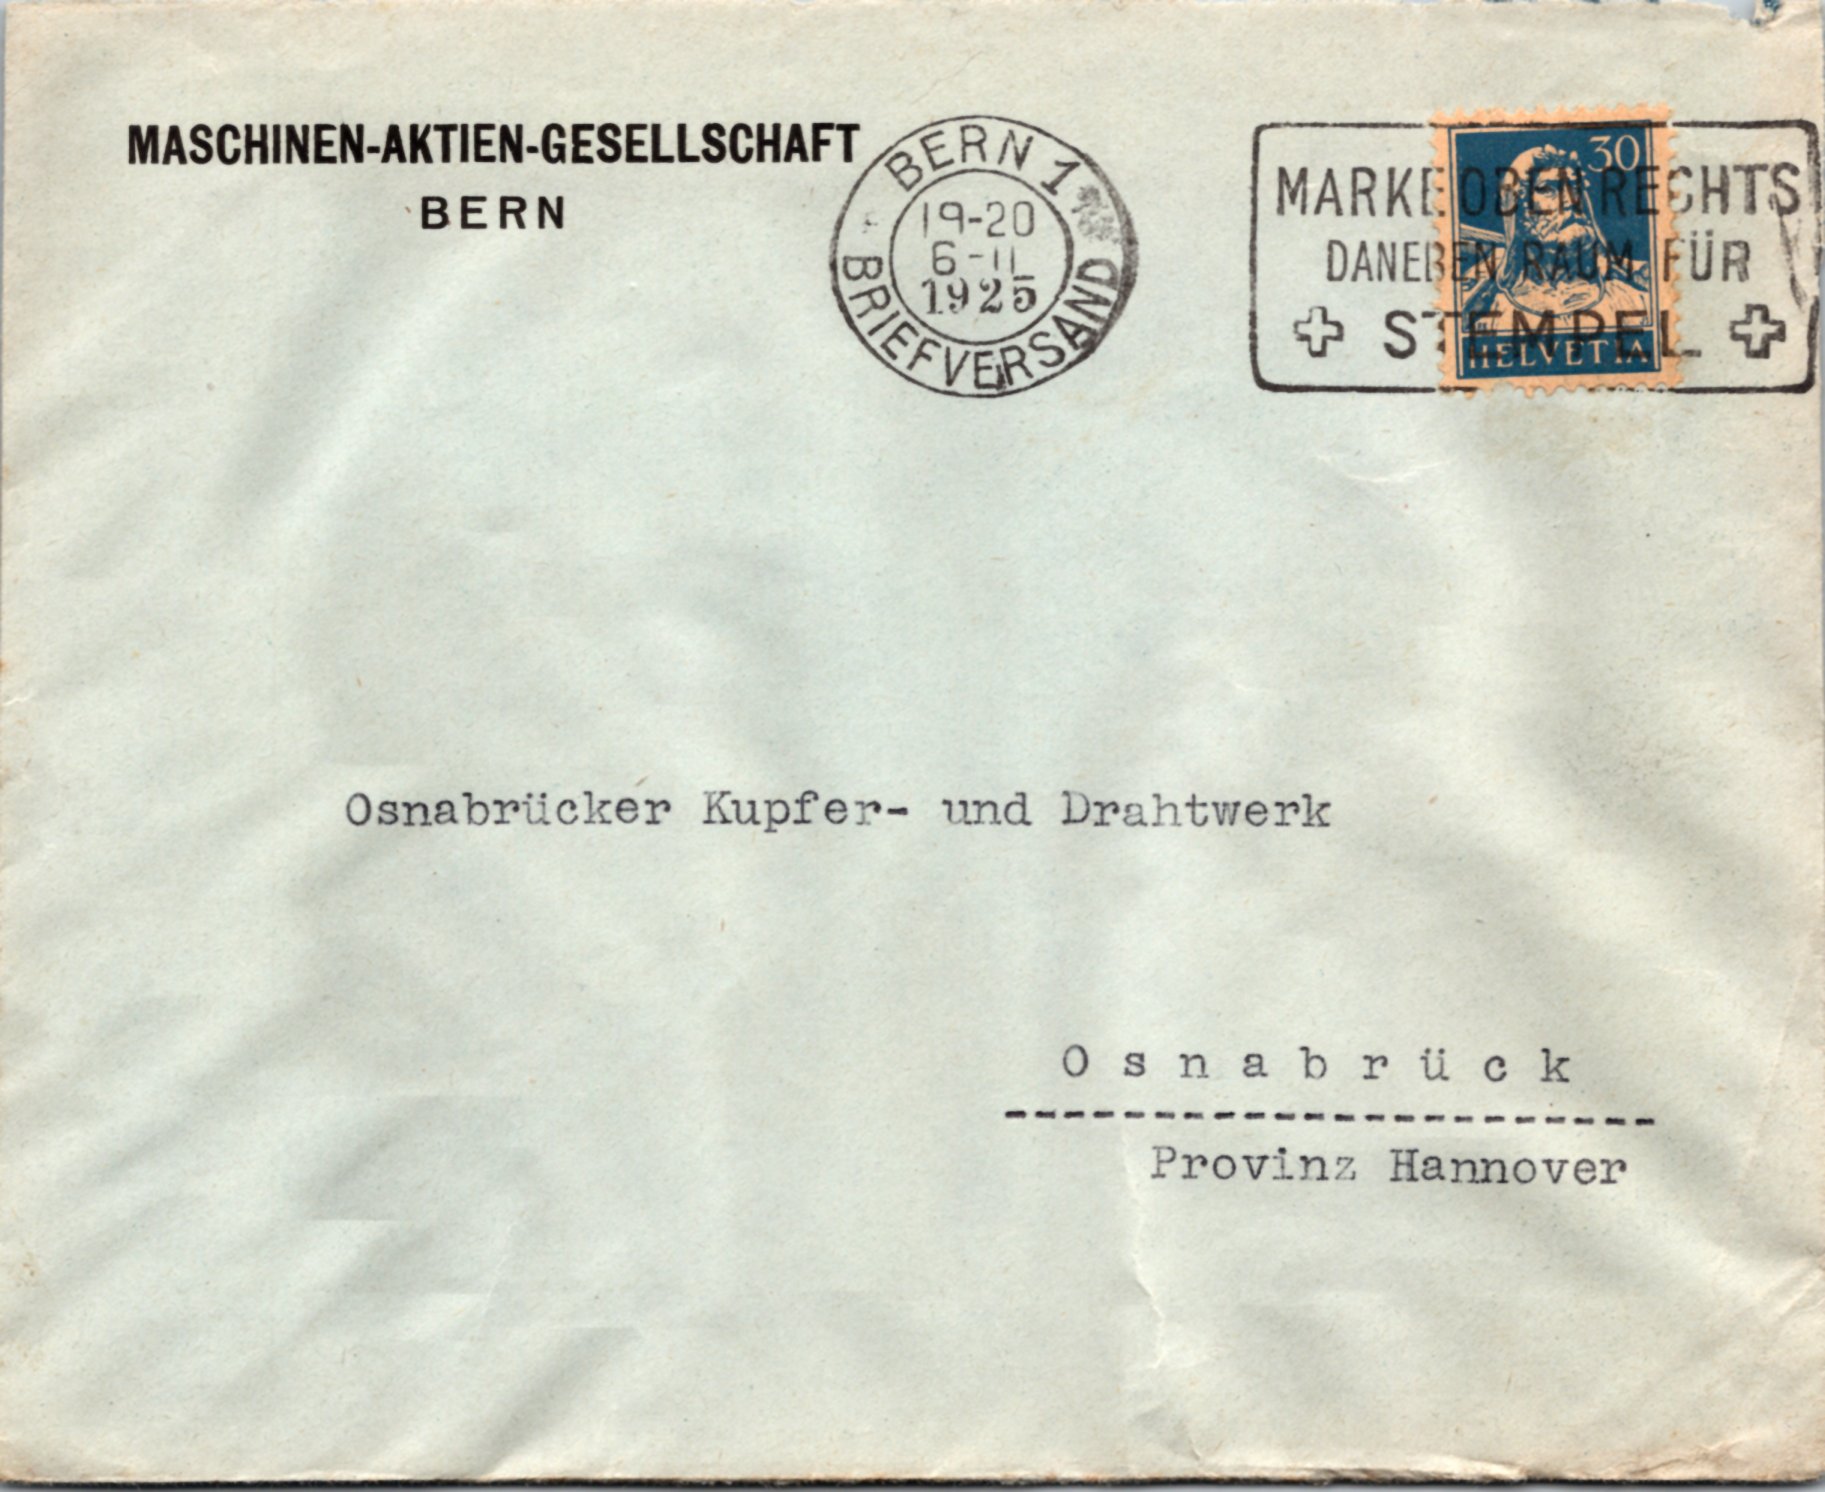 MASCHINEN-AKTIEN-GESELLSCHAFT
BERN
BERN 1
19-20
6-II
1925
BRIEFVERSAND
MARKE OBEN RECHTS
DANEBEN RAUM FÜR
STEMPEL
30
HELVETIA
Osnabrücker Kupfer- und Drahtwerk
Osnabrück
Provinz Hannover